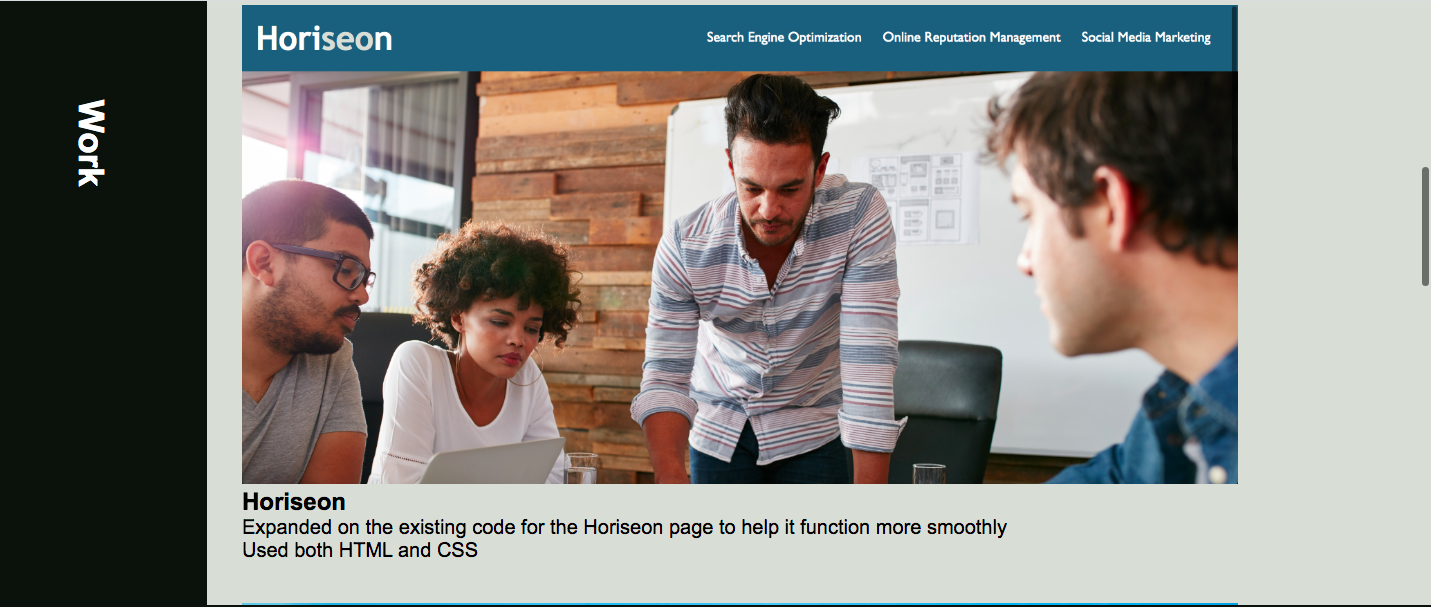 Work
Horiseon
Search Engine Optimization Online Reputation Management Social Media Marketing
Horiseon
Expanded on the existing code for the Horiseon page to help it function more smoothly
Used both HTML and CSS